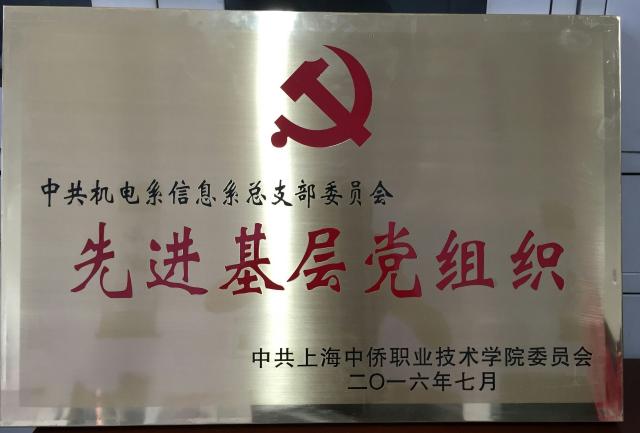 中共机电系信息系总支部委员会
先进基层党组织
中共上海中侨职业技术学院委员会
二〇一六年七月